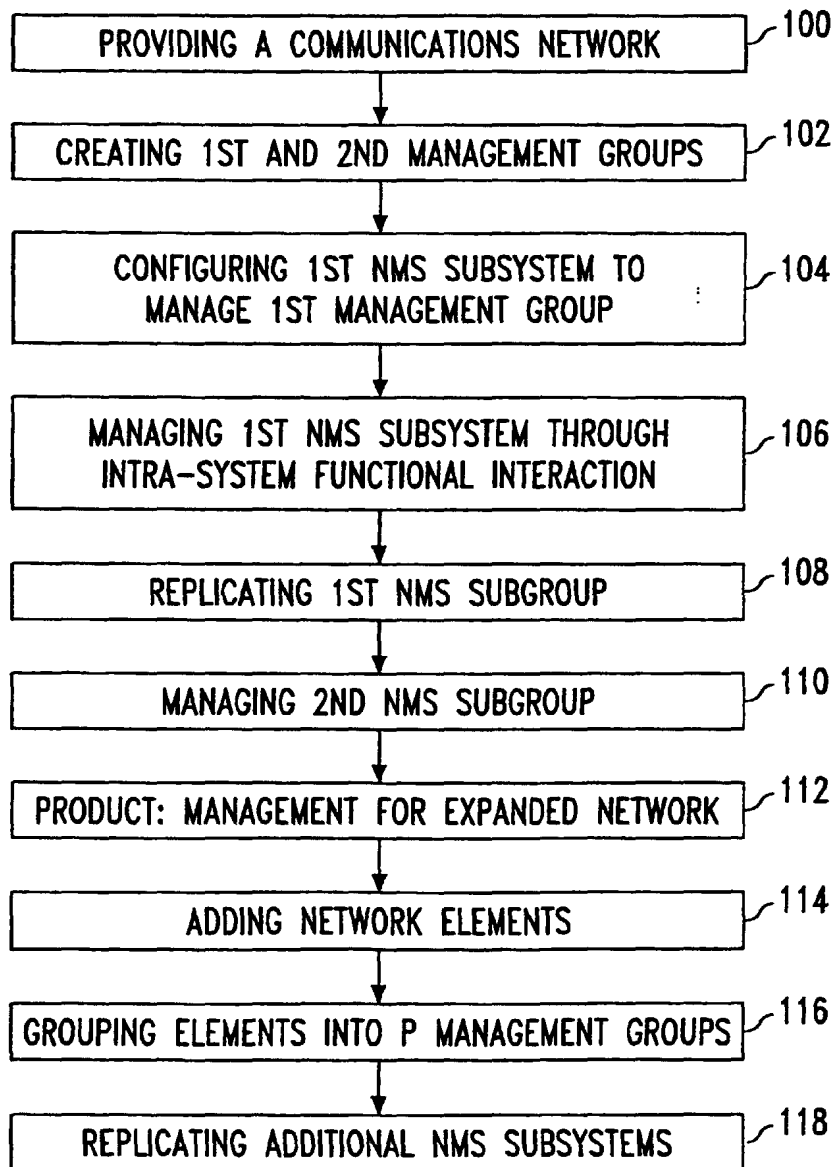 PROVIDING A COMMUNICATIONS NETWORK 100
CREATING 1ST AND 2ND MANAGEMENT GROUPS 102
CONFIGURING 1ST NMS SUBSYSTEM TO
MANAGE 1ST MANAGEMENT GROUP 104
MANAGING 1ST NMS SUBSYSTEM THROUGH
INTRA-SYSTEM FUNCTIONAL INTERACTION 106
REPLICATING 1ST NMS SUBGROUP 108
MANAGING 2ND NMS SUBGROUP 110
PRODUCT: MANAGEMENT FOR EXPANDED NETWORK 112
ADDING NETWORK ELEMENTS 114
GROUPING ELEMENTS INTO P MANAGEMENT GROUPS 116
REPLICATING ADDITIONAL NMS SUBSYSTEMS 118